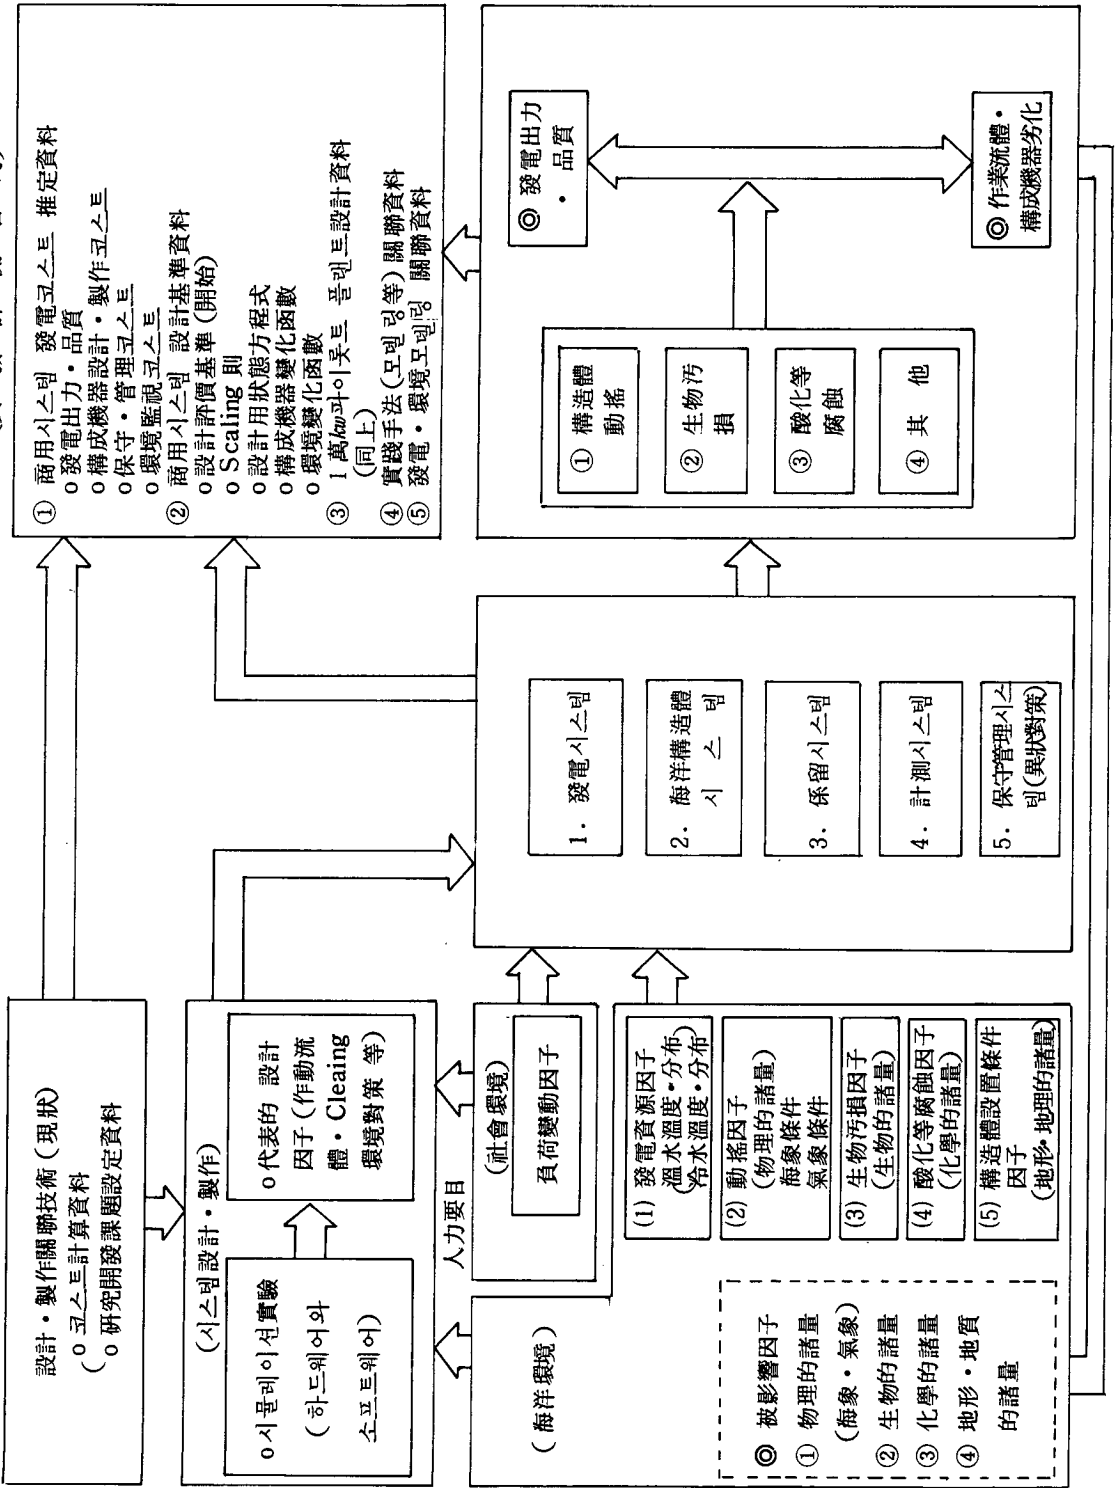 設計・製作關聯技術(現狀)
(o 코스트計算資料
o 研究開發課題設定資料
(시스템設計・製作)
o시뮬레이션實驗
(하드웨어와
소프트웨어)
o代表的 設計
因子(作動流
體・Cleaing
環境對策 等)
人力要目
(社會環境)
負荷變動因子
(海洋環境)
(1) 發電資源因子
(溫水溫度・分布)
(冷水溫度・分布)
(2) 動搖因子
(物理的諸量)
海象條件
氣象條件
(3) 生物汚損因子
(生物的諸量)
(4) 酸化等腐蝕因子
(化學的諸量)
(5) 構造體設置條件
因子
(地形・地理的諸量)
◎ 被影響因子
① 物理的諸量
(海象・氣象)
② 生物的諸量
③ 化學的諸量
④ 地形・地質
的諸量
1. 發電시스템
2. 海洋構造體
시 스 템
3. 係留시스템
4. 計測시스템
5. 保守管理시스
템(異狀對策)
① 商用시스템 發電코스트 推定資料
o 發電出力・品質
o 構成機器設計・製作코스트
o 保守・管理코스트
o 環境監視코스트
② 商用시스템 設計基準資料
o 設計評價基準(開始)
o Scaling 則
o 設計用狀態方程式
o 構成機器變化函數
o 環境變化函數
③ 1萬kw파이롯트 플랜트設計資料
(同上)
④ 實踐手法(모델링等)關聯資料
⑤ 發電・環境모델링 關聯資料
① 構造體
動搖
② 生物汚
損
③ 酸化等
腐蝕
④ 其 他
◎ 發電出力
・品質
◎ 作業流體・
構成機器劣化